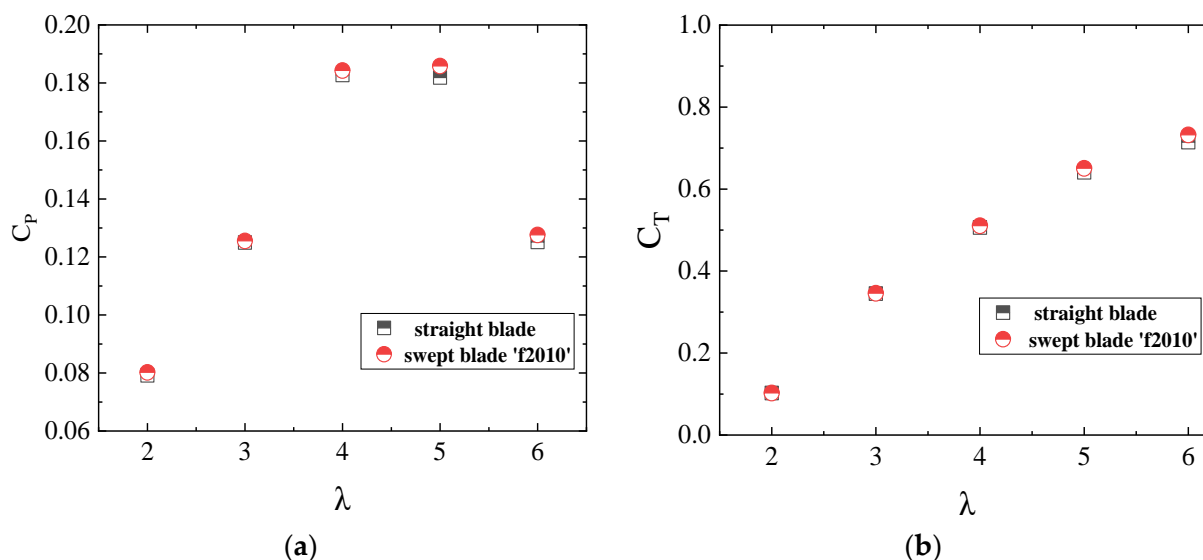 0.20
0.18
0.16
0.14
0.12
0.10
0.08
0.06
C_P
2 3 4 5 6
λ
straight blade
swept blade 'f2010'
(a)
1.0
0.8
0.6
0.4
0.2
0.0
C_T
2 3 4 5 6
λ
straight blade
swept blade 'f2010'
(b)